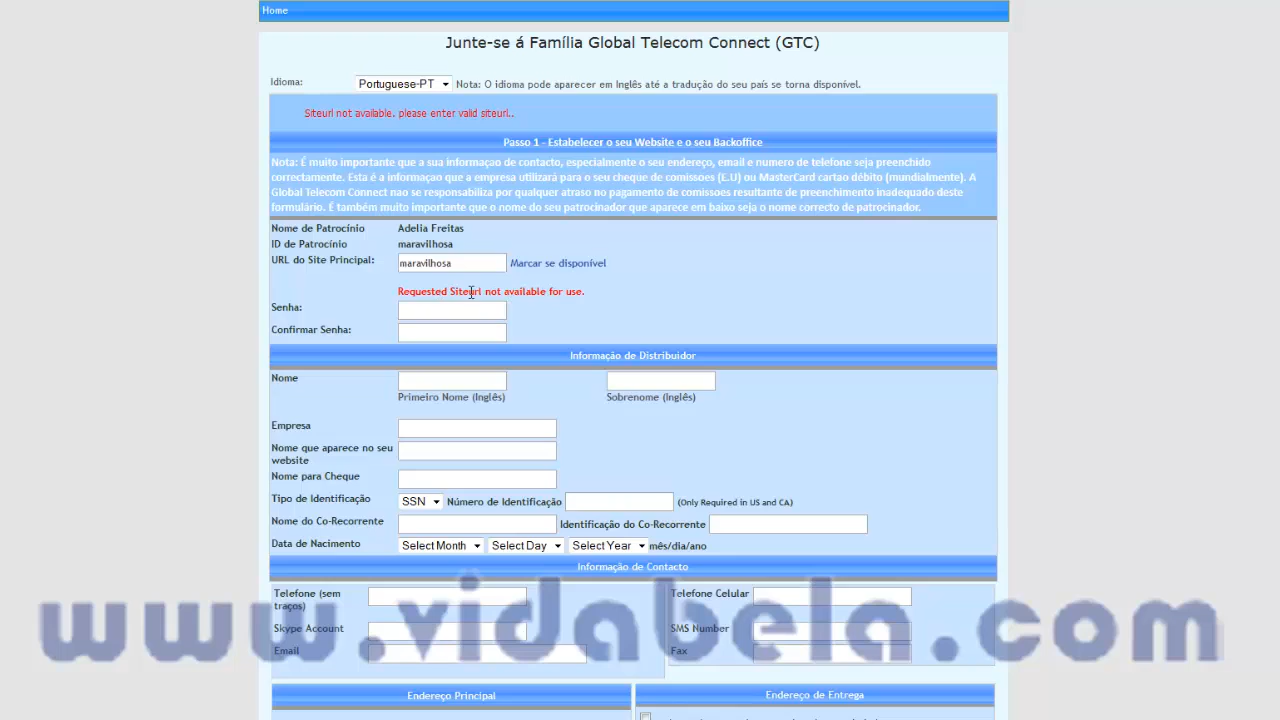 Home
Junte-se á Família Global Telecom Connect (GTC)
Idioma: Portuguese-PT Nota: O idioma pode aparecer em Inglês até a tradução do seu país se torna disponível.
Siteurl not available, please enter valid siteurl..
Passo 1 - Estabelecer o seu Website e o seu Backoffice
Nota: É muito importante que a sua informaçao de contacto, especialmente o seu endereço, email e numero de telefone seja preenchido
correctamente. Esta é a informaçao que a empresa utilizará para o seu cheque de comissoes (E.U) ou MasterCard cartao débito (mundialmente). A
Global Telecom Connect nao se responsabiliza por qualquer atraso no pagamento de comissoes resultante de preenchimento inadequado deste
formulário. É também muito importante que o nome do seu patrocinador que aparece em baixo seja o nome correcto de patrocinador.
Nome de Patrocínio Adelia Freitas
ID de Patrocínio maravilhosa
URL do Site Principal: maravilhosa Marcar se disponível
Requested Siteurl not available for use.
Senha:
Confirmar Senha:
Informação de Distribuidor
Nome
Primeiro Nome (Inglês) Sobrenome (Inglês)
Empresa
Nome que aparece no seu
website
Nome para Cheque
Tipo de Identificação SSN Número de Identificação (Only Required in US and CA)
Nome do Co-Recorrente Identificação do Co-Recorrente
Data de Nacimento Select Month Select Day Select Year mês/dia/ano
Informação de Contacto
Telefone (sem
traços) Telefone Celular
Skype Account SMS Number
Email Fax
www.vidabela.com
Endereço Principal Endereço de Entrega